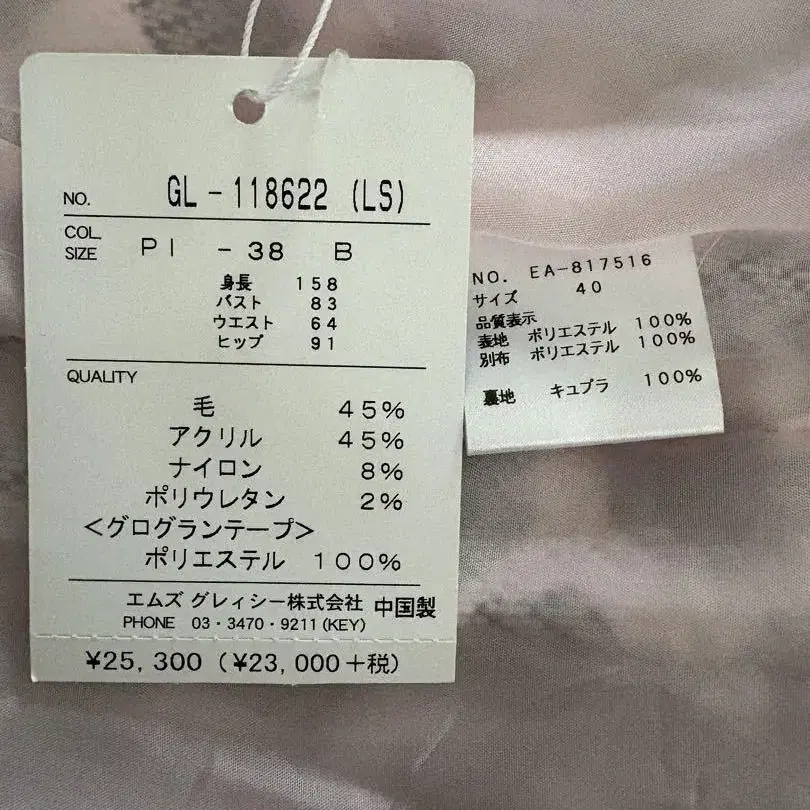 NO. GL-118622 (LS)
COL.
SIZE PI -38 B
身長 158
バスト 83
ウエスト 64
ヒップ 91
QUALITY
毛 45%
アクリル 45%
ナイロン 8%
ポリウレタン 2%
<グログランテープ>
ポリエステル 100%
エムズ グレィシー株式会社 中国製
PHONE 03・3470・9211(KEY)
¥25,300(¥23,000+税)
NO. EA-817516
サイズ 40
品質表示
表地 ポリエステル 100%
別布 ポリエステル 100%
裏地 キュプラ 100%